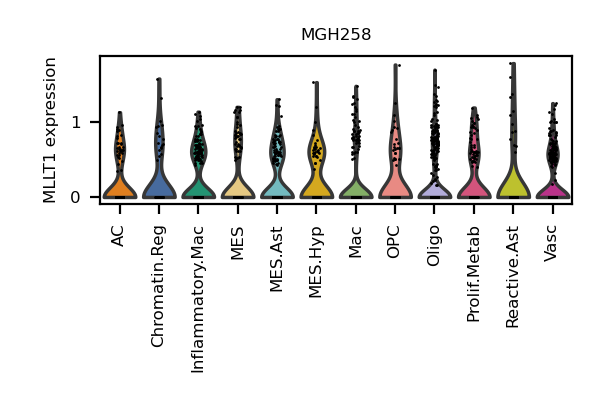 MGH258
MLLT1 expression
1
0
AC
Chromatin.Reg
Inflammatory.Mac
MES
MES.Ast
MES.Hyp
Mac
OPC
Oligo
Prolif.Metab
Reactive.Ast
Vasc